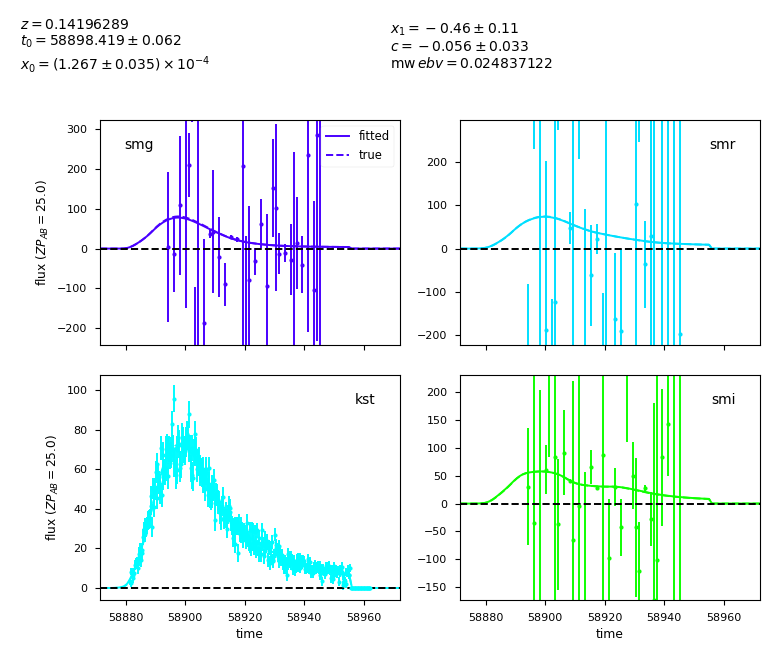 z = 0.14196289
t₀ = 58898.419 ± 0.062
x₀ = (1.267 ± 0.035) × 10⁻⁴
x₁ = −0.46 ± 0.11
c = −0.056 ± 0.033
mw ebv = 0.024837122
smg
fitted
true
300
200
100
0
−100
−200
flux (ZP_AB = 25.0)
smr
200
100
0
−100
−200
kst
100
80
60
40
20
0
flux (ZP_AB = 25.0)
58880 58900 58920 58940 58960
time
smi
200
150
100
50
0
−50
−100
−150
58880 58900 58920 58940 58960
time